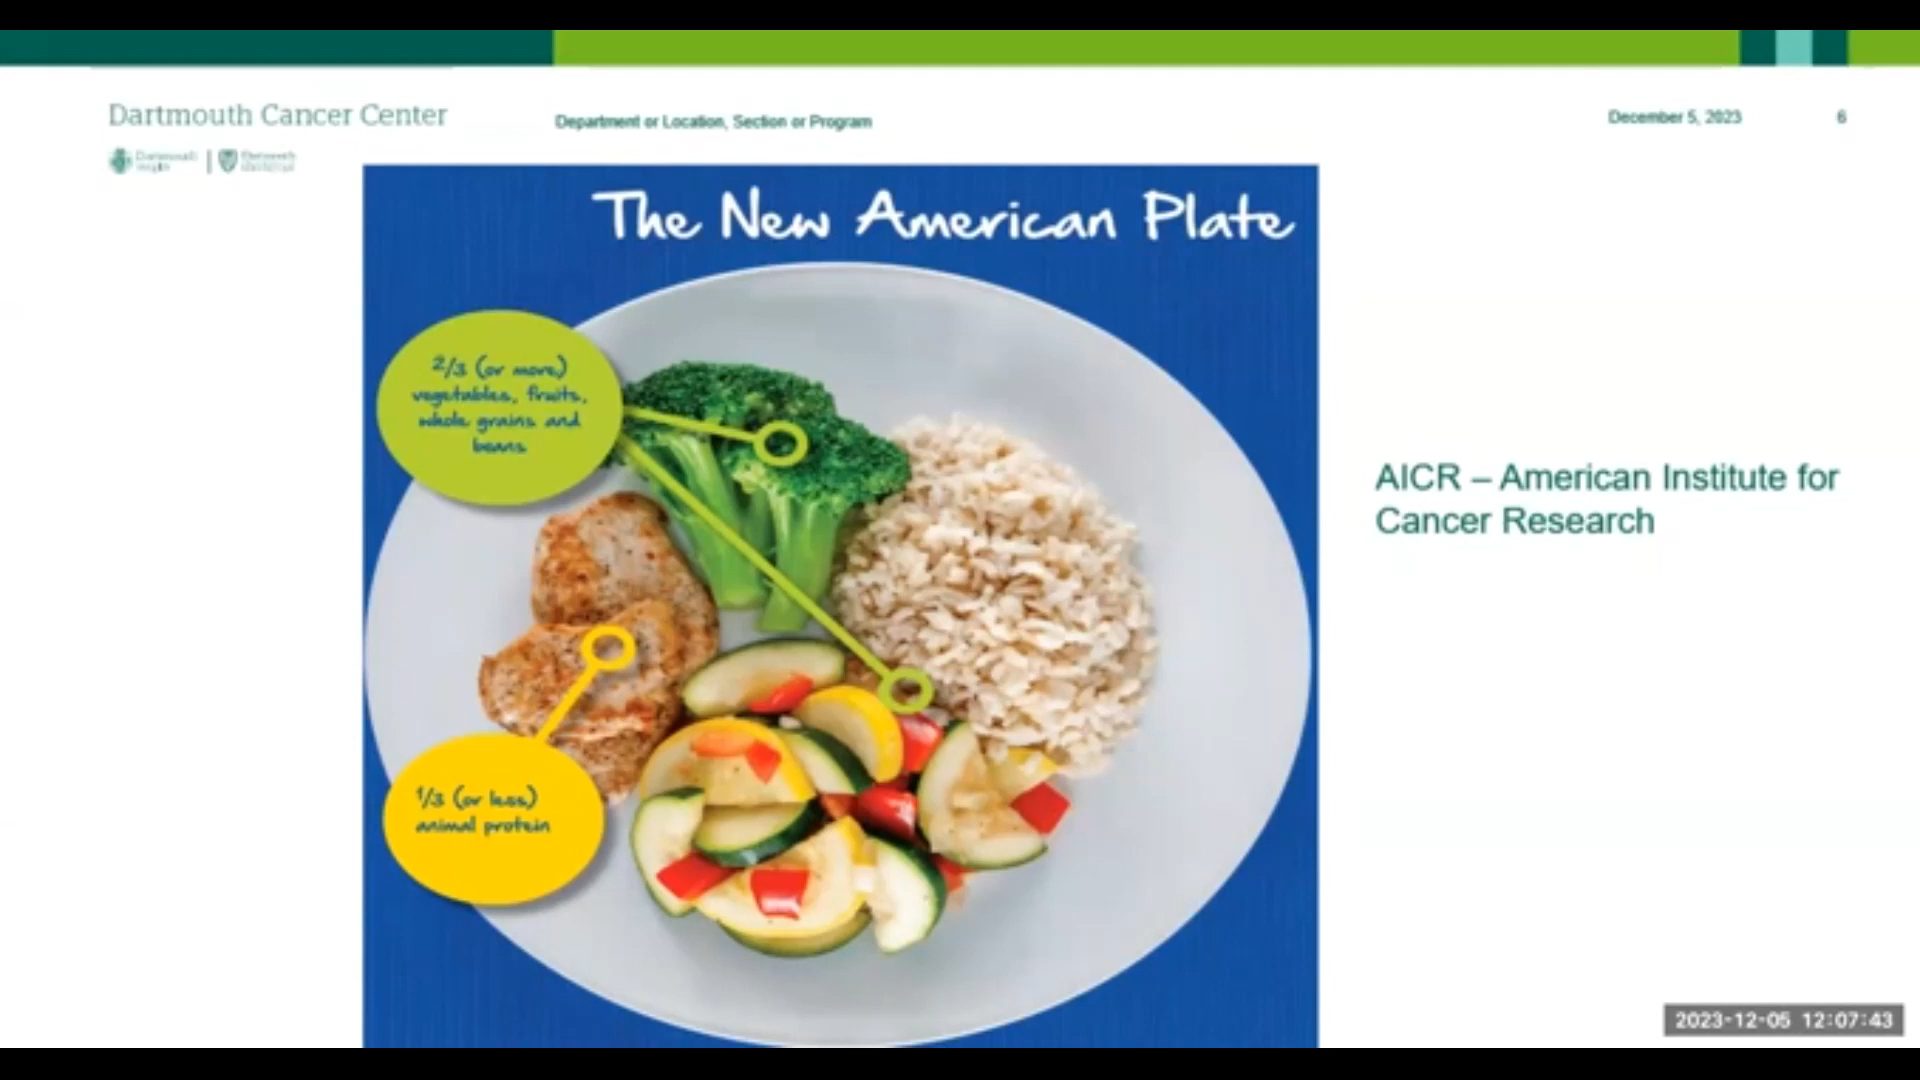 Dartmouth Cancer Center
Department or Location, Section or Program
December 5, 2023
6
The New American Plate
2/3 (or more)
vegetables, fruits,
whole grains and
beans
1/3 (or less)
animal protein
AICR – American Institute for
Cancer Research
2023-12-05 12:07:43